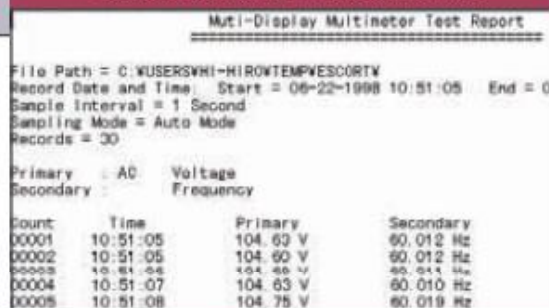 Muti-Display Multimeter Test Report
File Path = C:¥USERS¥HI-HIRO¥TEMP¥ESCORT¥
Record Date and Time: Start = 06-22-1998 10:51:05 End = 0
Sample Interval = 1 Second
Sampling Mode = Auto Mode
Records = 30
Primary : AC Voltage
Secondary : Frequency
Count Time Primary Secondary
00001 10:51:05 104.63 V 60.012 Hz
00002 10:51:05 104.60 V 60.012 Hz
00004 10:51:07 104.63 V 60.010 Hz
00005 10:51:08 104.75 V 60.019 Hz